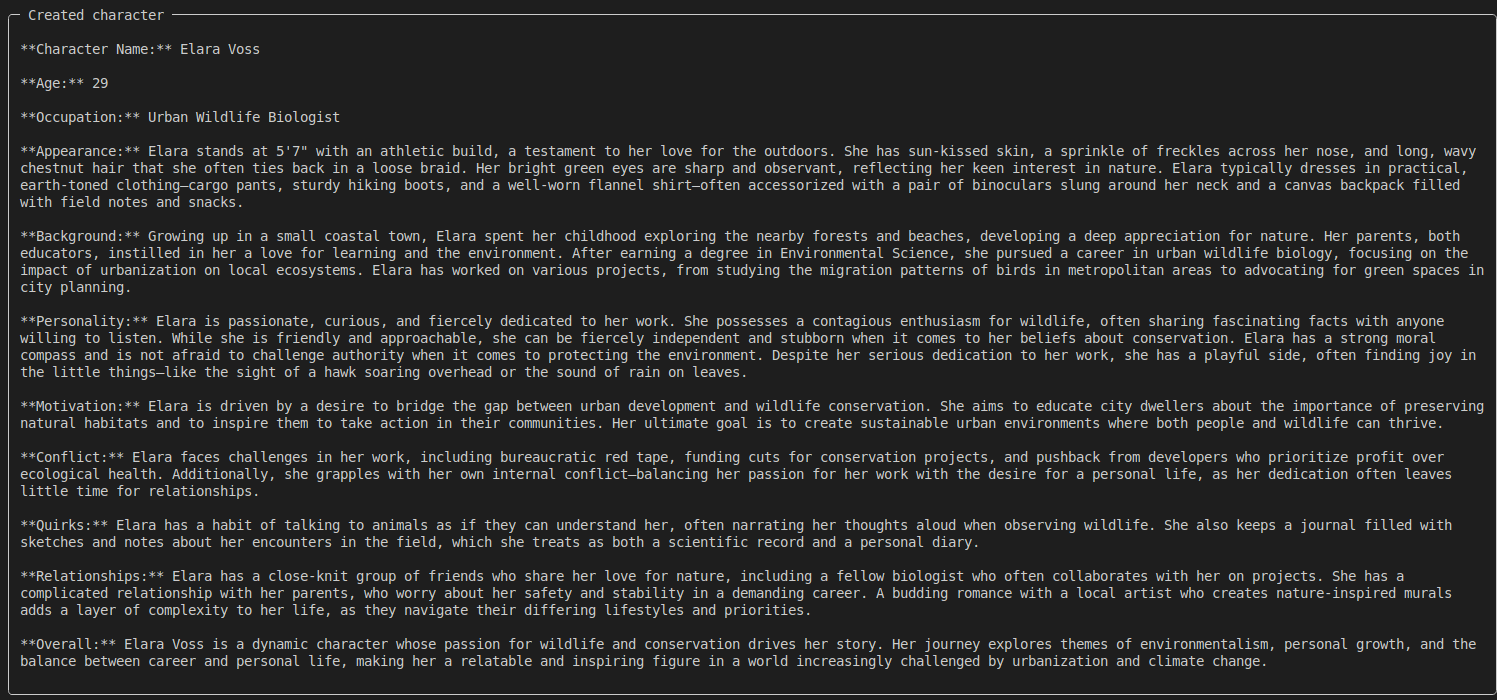 Created character
**Character Name:** Elara Voss
**Age:** 29
**Occupation:** Urban Wildlife Biologist
**Appearance:** Elara stands at 5'7" with an athletic build, a testament to her love for the outdoors. She has sun-kissed skin, a sprinkle of freckles across her nose, and long, wavy
chestnut hair that she often ties back in a loose braid. Her bright green eyes are sharp and observant, reflecting her keen interest in nature. Elara typically dresses in practical,
earth-toned clothing—cargo pants, sturdy hiking boots, and a well-worn flannel shirt—often accessorized with a pair of binoculars slung around her neck and a canvas backpack filled
with field notes and snacks.
**Background:** Growing up in a small coastal town, Elara spent her childhood exploring the nearby forests and beaches, developing a deep appreciation for nature. Her parents, both
educators, instilled in her a love for learning and the environment. After earning a degree in Environmental Science, she pursued a career in urban wildlife biology, focusing on the
impact of urbanization on local ecosystems. Elara has worked on various projects, from studying the migration patterns of birds in metropolitan areas to advocating for green spaces in
city planning.
**Personality:** Elara is passionate, curious, and fiercely dedicated to her work. She possesses a contagious enthusiasm for wildlife, often sharing fascinating facts with anyone
willing to listen. While she is friendly and approachable, she can be fiercely independent and stubborn when it comes to her beliefs about conservation. Elara has a strong moral
compass and is not afraid to challenge authority when it comes to protecting the environment. Despite her serious dedication to her work, she has a playful side, often finding joy in
the little things—like the sight of a hawk soaring overhead or the sound of rain on leaves.
**Motivation:** Elara is driven by a desire to bridge the gap between urban development and wildlife conservation. She aims to educate city dwellers about the importance of preserving
natural habitats and to inspire them to take action in their communities. Her ultimate goal is to create sustainable urban environments where both people and wildlife can thrive.
**Conflict:** Elara faces challenges in her work, including bureaucratic red tape, funding cuts for conservation projects, and pushback from developers who prioritize profit over
ecological health. Additionally, she grapples with her own internal conflict—balancing her passion for her work with the desire for a personal life, as her dedication often leaves
little time for relationships.
**Quirks:** Elara has a habit of talking to animals as if they can understand her, often narrating her thoughts aloud when observing wildlife. She also keeps a journal filled with
sketches and notes about her encounters in the field, which she treats as both a scientific record and a personal diary.
**Relationships:** Elara has a close-knit group of friends who share her love for nature, including a fellow biologist who often collaborates with her on projects. She has a
complicated relationship with her parents, who worry about her safety and stability in a demanding career. A budding romance with a local artist who creates nature-inspired murals
adds a layer of complexity to her life, as they navigate their differing lifestyles and priorities.
**Overall:** Elara Voss is a dynamic character whose passion for wildlife and conservation drives her story. Her journey explores themes of environmentalism, personal growth, and the
balance between career and personal life, making her a relatable and inspiring figure in a world increasingly challenged by urbanization and climate change.